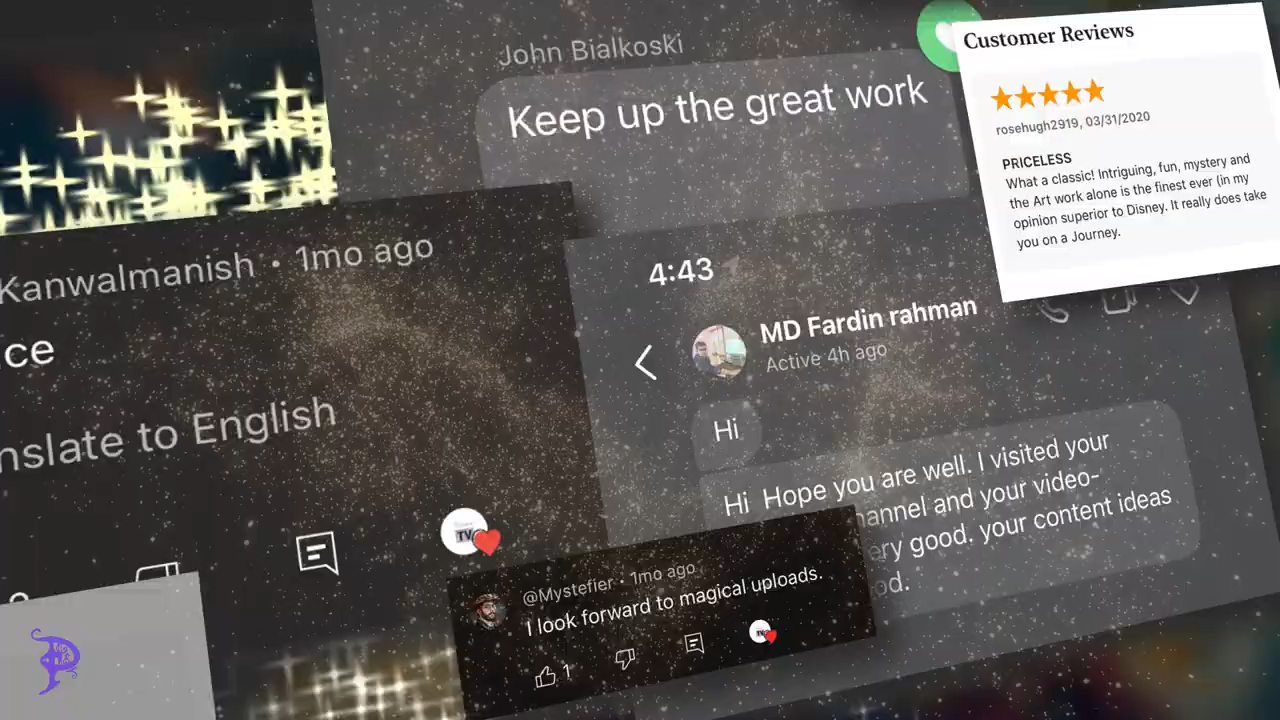 John Bialkoski
Keep up the great work
Customer Reviews
rosehugh2919, 03/31/2020
PRICELESS
What a classic! Intriguing, fun, mystery and
the Art work alone is the finest ever (in my
opinion superior to Disney. It really does take
you on a Journey.
Kanwalmanish • 1mo ago
ce
nslate to English
4:43
MD Fardin rahman
Active 4h ago
Hi
Hi Hope you are well. I visited your
hannel and your video-
ery good. your content ideas
od.
TV
@Mystefier • 1mo ago
I look forward to magical uploads.
1